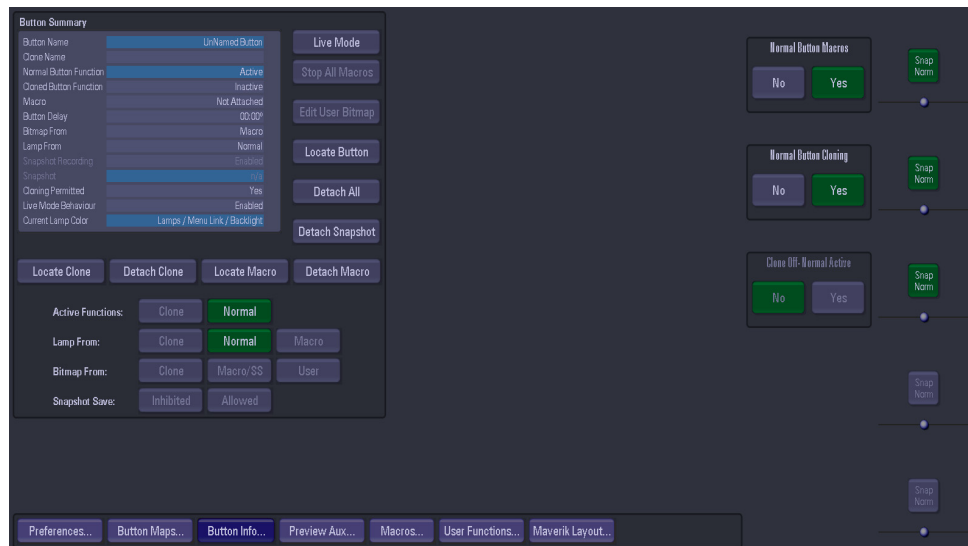 Button Summary
Button Name UnNamed Button
Clone Name
Normal Button Function Active
Cloned Button Function Inactive
Macro Not Attached
Button Delay 00:00º
Bitmap From Macro
Lamp From Normal
Snapshot Recording Enabled
Snapshot n/a
Cloning Permitted Yes
Live Mode Behaviour Enabled
Current Lamp Color Lamps / Menu Link / Backlight
Live Mode
Stop All Macros
Edit User Bitmap
Locate Button
Detach All
Detach Snapshot
Locate Clone Detach Clone Locate Macro Detach Macro
Active Functions: Clone Normal
Lamp From: Clone Normal Macro
Bitmap From: Clone Macro/SS User
Snapshot Save: Inhibited Allowed
Normal Button Macros
No Yes
Snap
Norm
Normal Button Cloning
No Yes
Snap
Norm
Clone Off-Normal Active
No Yes
Snap
Norm
Snap
Norm
Snap
Norm
Preferences... Button Maps... Button Info... Preview Aux... Macros... User Functions... Maverik Layout...